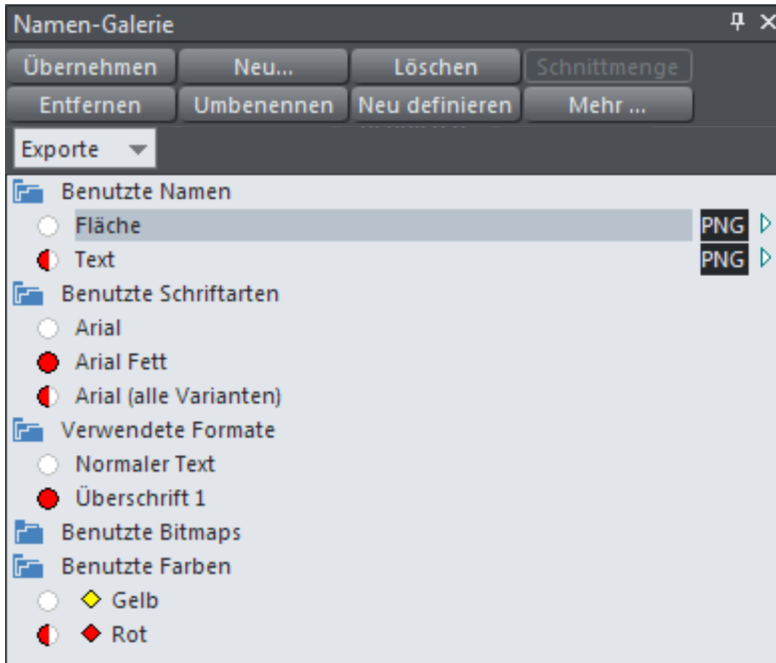 Namen-Galerie
Übernehmen Neu... Löschen Schnittmenge
Entfernen Umbenennen Neu definieren Mehr ...
Exporte
Benutzte Namen
Fläche PNG
Text PNG
Benutzte Schriftarten
Arial
Arial Fett
Arial (alle Varianten)
Verwendete Formate
Normaler Text
Überschrift 1
Benutzte Bitmaps
Benutzte Farben
Gelb
Rot